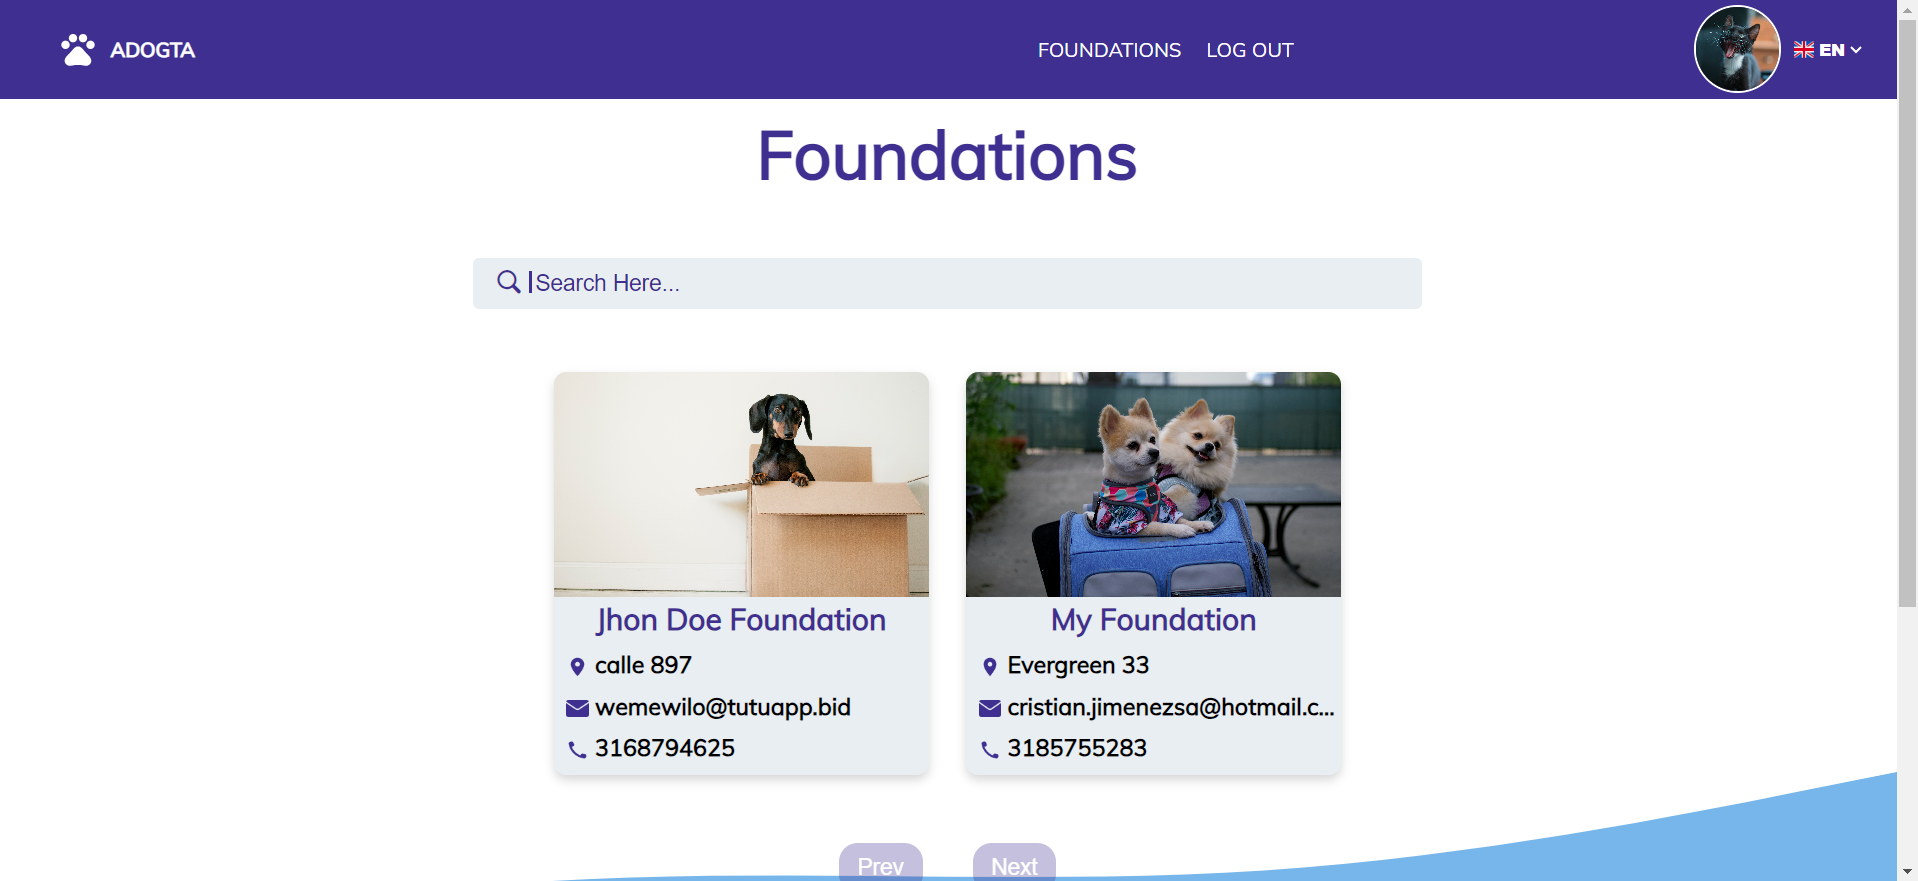 ADOGTA
FOUNDATIONS
LOG OUT
EN
Foundations
Search Here...
Jhon Doe Foundation
calle 897
wemewilo@tutuapp.bid
3168794625
My Foundation
Evergreen 33
cristian.jimenezsa@hotmail.c...
3185755283
Prev
Next